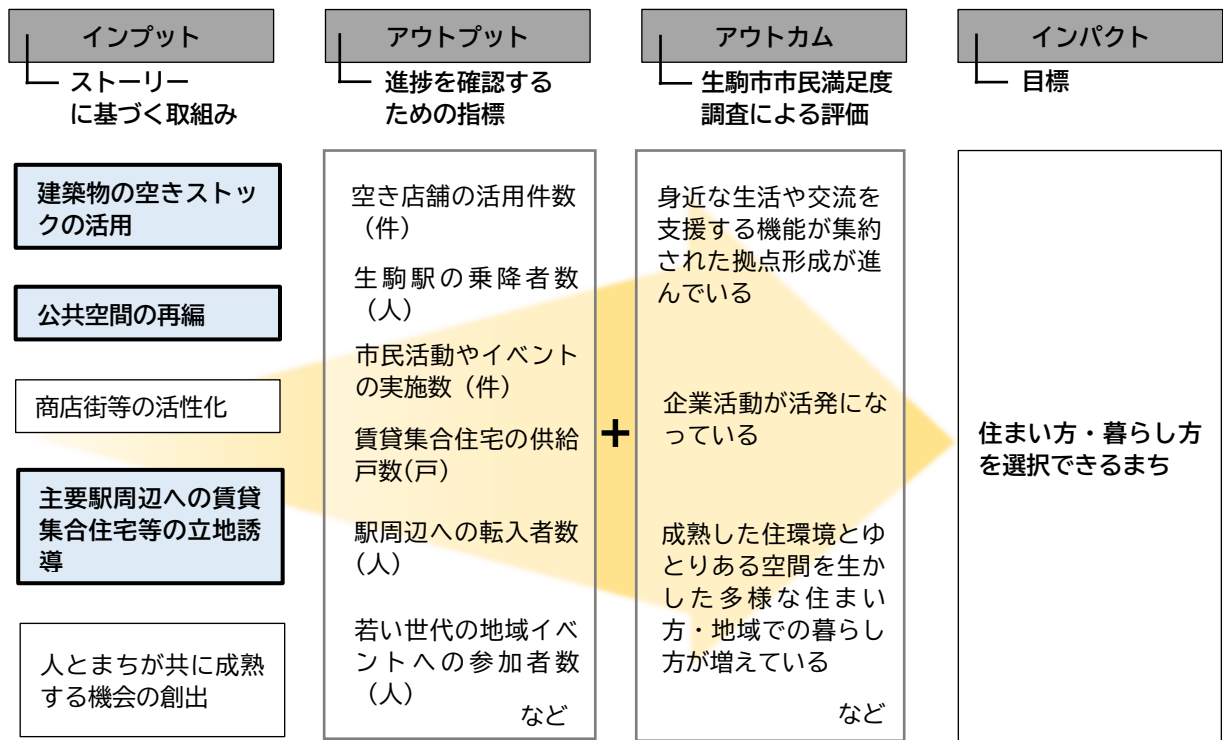 インプット
ストーリー
に基づく取組み
建築物の空きストッ
クの活用
公共空間の再編
商店街等の活性化
主要駅周辺への賃貸
集合住宅等の立地誘
導
人とまちが共に成熟
する機会の創出
アウトプット
進捗を確認する
ための指標
空き店舗の活用件数
（件）
生駒駅の乗降者数
（人）
市民活動やイベント
の実施数（件）
賃貸集合住宅の供給
戸数(戸)
駅周辺への転入者数
（人）
若い世代の地域イベ
ントへの参加者数
（人）
など
+
アウトカム
生駒市市民満足度
調査による評価
身近な生活や交流を
支援する機能が集約
された拠点形成が進
んでいる
企業活動が活発にな
っている
成熟した住環境とゆ
とりある空間を生か
した多様な住まい
方・地域での暮らし
方が増えている
など
インパクト
目標
住まい方・暮らし方
を選択できるまち